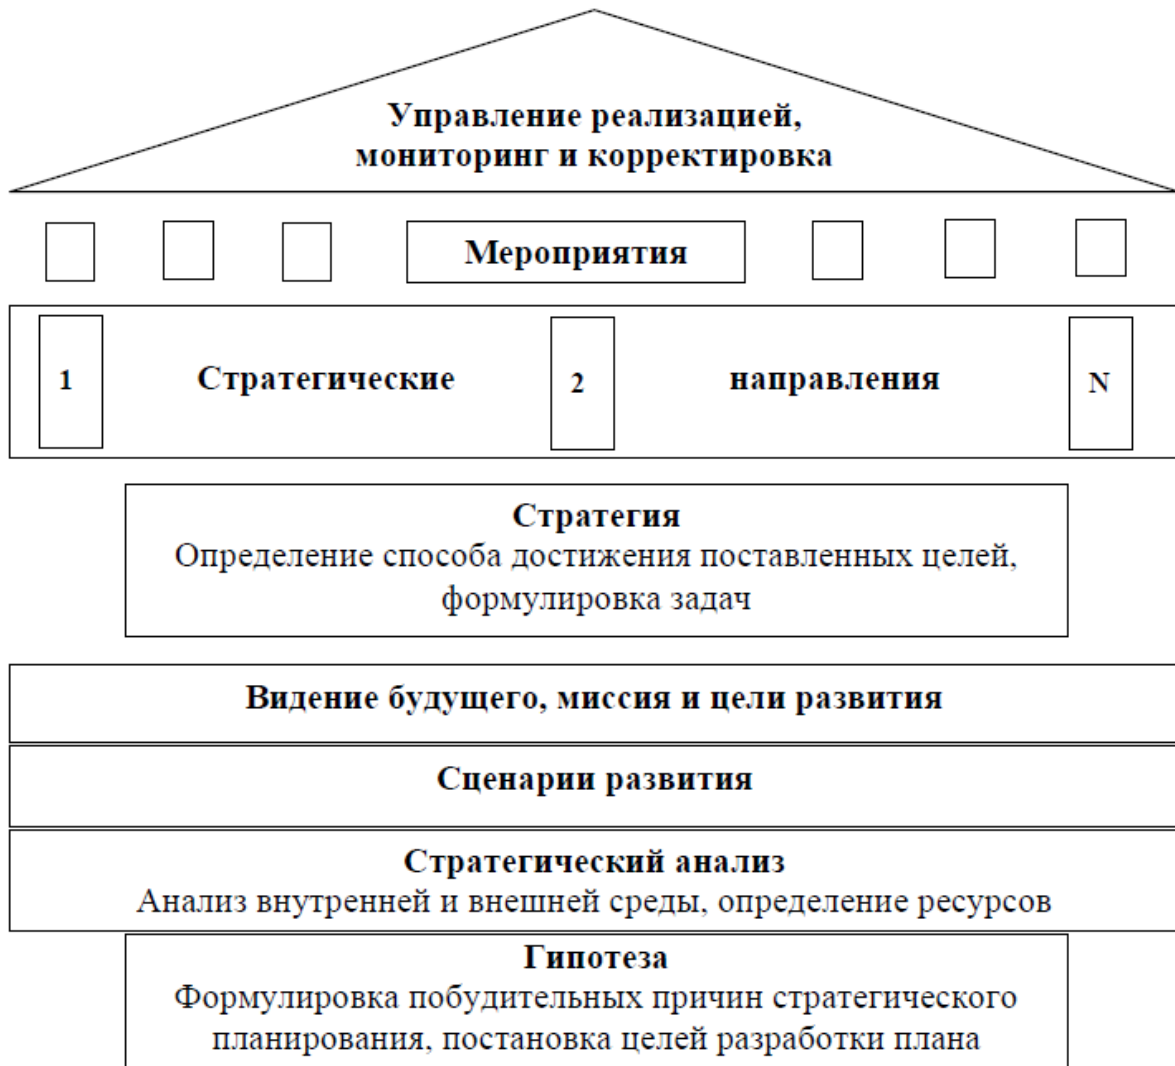 Управление реализацией,
мониторинг и корректировка
Мероприятия
1 Стратегические 2 направления N
Стратегия
Определение способа достижения поставленных целей,
формулировка задач
Видение будущего, миссия и цели развития
Сценарии развития
Стратегический анализ
Анализ внутренней и внешней среды, определение ресурсов
Гипотеза
Формулировка побудительных причин стратегического
планирования, постановка целей разработки плана